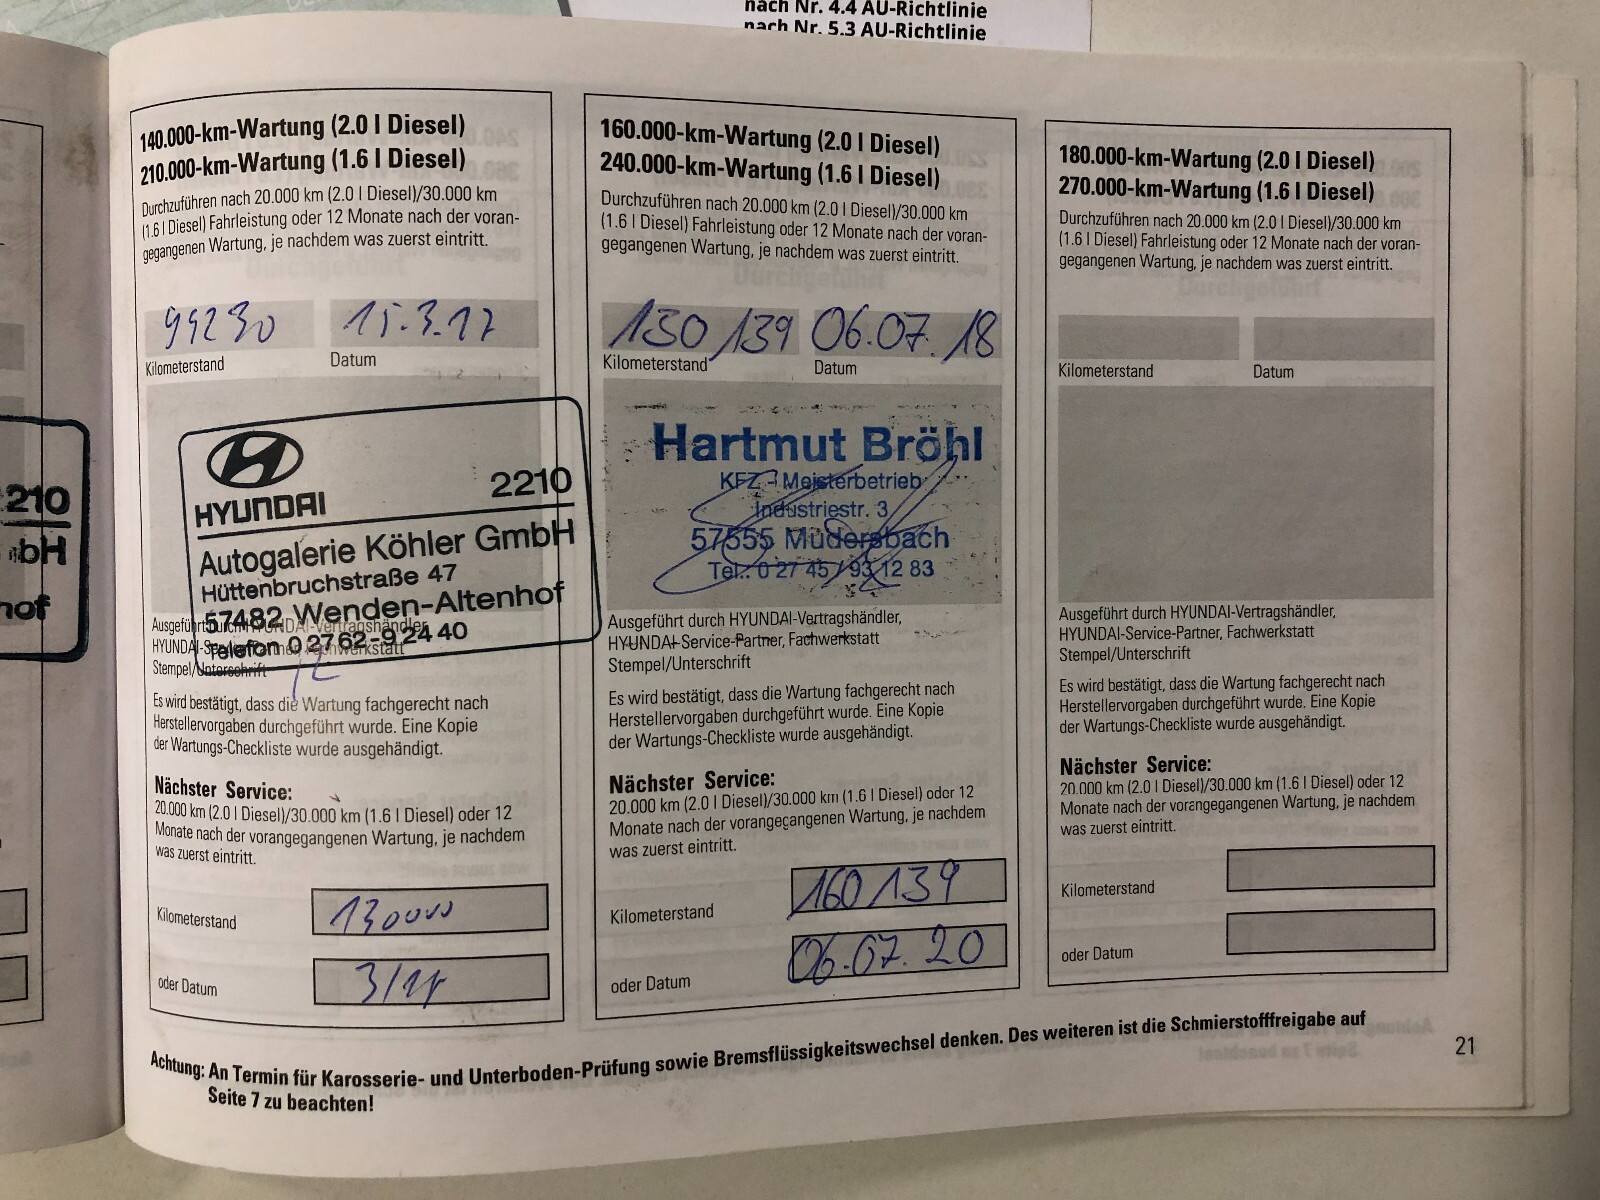 nach Nr. 4.4 AU-Richtlinie
nach Nr. 5.3 AU-Richtlinie
210
bH
hof
140.000-km-Wartung (2.0 l Diesel)
210.000-km-Wartung (1.6 l Diesel)
Durchzuführen nach 20.000 km (2.0 l Diesel)/30.000 km
(1.6 l Diesel) Fahrleistung oder 12 Monate nach der voran-
gegangenen Wartung, je nachdem was zuerst eintritt.
99230 15.3.17
Kilometerstand Datum
HYUNDAI 2210
Autogalerie Köhler GmbH
Hüttenbruchstraße 47
57482 Wenden-Altenhof
Telefon 0 27 62 - 9 24 40
Ausgeführt durch HYUNDAI-Vertragshändler,
HYUNDAI-Service-Partner, Fachwerkstatt
Stempel/Unterschrift
Es wird bestätigt, dass die Wartung fachgerecht nach
Herstellervorgaben durchgeführt wurde. Eine Kopie
der Wartungs-Checkliste wurde ausgehändigt.
Nächster Service:
20.000 km (2.0 l Diesel)/30.000 km (1.6 l Diesel) oder 12
Monate nach der vorangegangenen Wartung, je nachdem
was zuerst eintritt.
Kilometerstand 130000
oder Datum
160.000-km-Wartung (2.0 l Diesel)
240.000-km-Wartung (1.6 l Diesel)
Durchzuführen nach 20.000 km (2.0 l Diesel)/30.000 km
(1.6 l Diesel) Fahrleistung oder 12 Monate nach der voran-
gegangenen Wartung, je nachdem was zuerst eintritt.
130139 06.07.18
Kilometerstand Datum
Hartmut Bröhl
KFZ - Meisterbetrieb
Industriestr. 3
57555 Mudersbach
Tel.: 0 27 45 / 93 12 83
Ausgeführt durch HYUNDAI-Vertragshändler,
HYUNDAI-Service-Partner, Fachwerkstatt
Stempel/Unterschrift
Es wird bestätigt, dass die Wartung fachgerecht nach
Herstellervorgaben durchgeführt wurde. Eine Kopie
der Wartungs-Checkliste wurde ausgehändigt.
Nächster Service:
20.000 km (2.0 l Diesel)/30.000 km (1.6 l Diesel) oder 12
Monate nach der vorangegangenen Wartung, je nachdem
was zuerst eintritt.
Kilometerstand 160139
oder Datum 06.07.20
180.000-km-Wartung (2.0 l Diesel)
270.000-km-Wartung (1.6 l Diesel)
Durchzuführen nach 20.000 km (2.0 l Diesel)/30.000 km
(1.6 l Diesel) Fahrleistung oder 12 Monate nach der voran-
gegangenen Wartung, je nachdem was zuerst eintritt.
Kilometerstand Datum
Ausgeführt durch HYUNDAI-Vertragshändler,
HYUNDAI-Service-Partner, Fachwerkstatt
Stempel/Unterschrift
Es wird bestätigt, dass die Wartung fachgerecht nach
Herstellervorgaben durchgeführt wurde. Eine Kopie
der Wartungs-Checkliste wurde ausgehändigt.
Nächster Service:
20.000 km (2.0 l Diesel)/30.000 km (1.6 l Diesel) oder 12
Monate nach der vorangegangenen Wartung, je nachdem
was zuerst eintritt.
Kilometerstand
oder Datum
Achtung: An Termin für Karosserie- und Unterboden-Prüfung sowie Bremsflüssigkeitswechsel denken. Des weiteren ist die Schmierstofffreigabe auf
Seite 7 zu beachten!
21